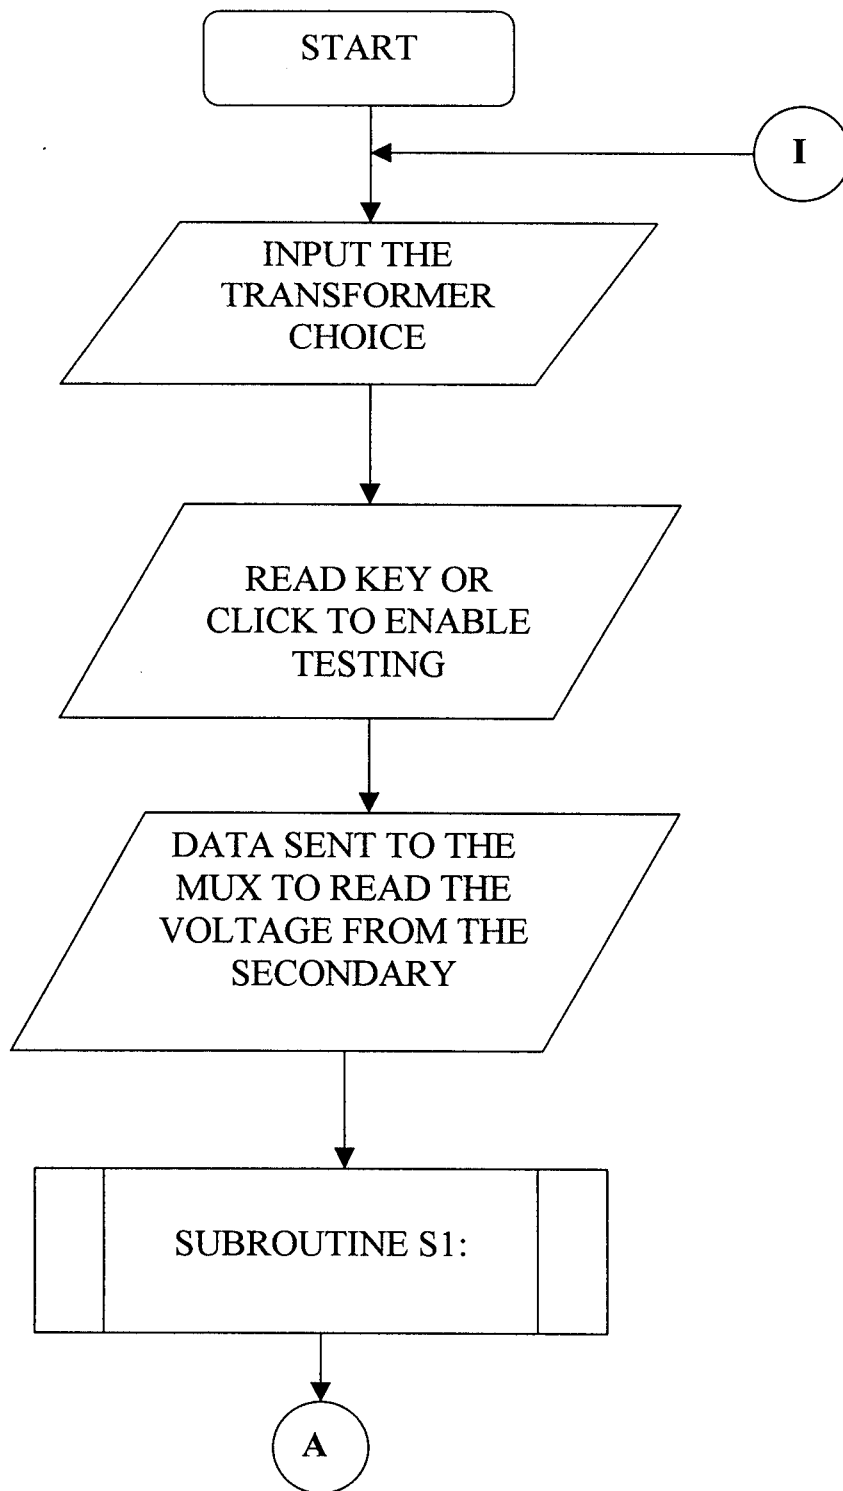 START
I
INPUT THE
TRANSFORMER
CHOICE
READ KEY OR
CLICK TO ENABLE
TESTING
DATA SENT TO THE
MUX TO READ THE
VOLTAGE FROM THE
SECONDARY
SUBROUTINE S1:
A